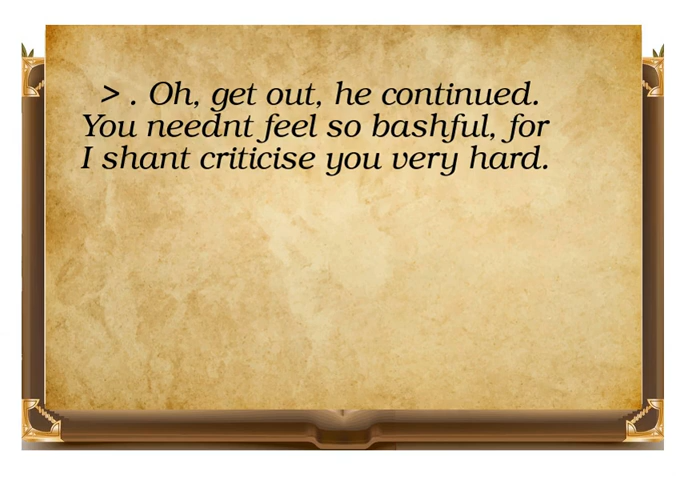 > . Oh, get out, he continued.
You neednt feel so bashful, for
I shant criticise you very hard.